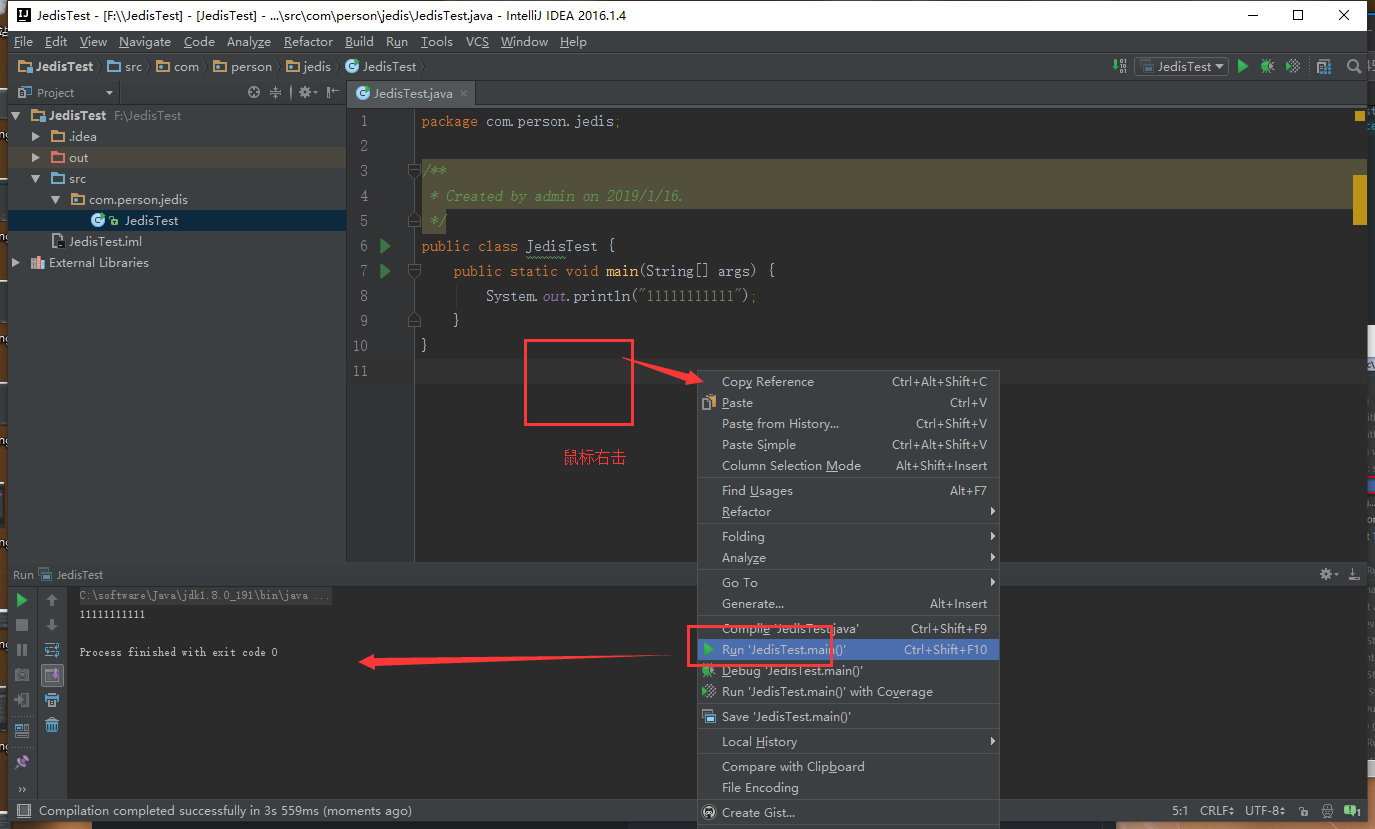 JedisTest - [F:\\JedisTest] - [JedisTest] - ...\src\com\person\jedis\JedisTest.java - IntelliJ IDEA 2016.1.4
File Edit View Navigate Code Analyze Refactor Build Run Tools VCS Window Help
JedisTest src com person jedis JedisTest
JedisTest
Project
JedisTest.java
JedisTest F:\JedisTest
.idea
out
src
com.person.jedis
JedisTest
JedisTest.iml
External Libraries
1 package com.person.jedis;
2
3 /**
4 * Created by admin on 2019/1/16.
5 */
6 public class JedisTest {
7 public static void main(String[] args) {
8 System.out.println("11111111111");
9 }
10 }
11
鼠标右击
Copy Reference Ctrl+Alt+Shift+C
Paste Ctrl+V
Paste from History... Ctrl+Shift+V
Paste Simple Ctrl+Alt+Shift+V
Column Selection Mode Alt+Shift+Insert
Find Usages Alt+F7
Refactor
Folding
Analyze
Go To
Generate... Alt+Insert
Compile 'JedisTest.java' Ctrl+Shift+F9
Run 'JedisTest.main()' Ctrl+Shift+F10
Debug 'JedisTest.main()'
Run 'JedisTest.main()' with Coverage
Save 'JedisTest.main()'
Local History
Compare with Clipboard
File Encoding
Create Gist...
Run JedisTest
C:\software\Java\jdk1.8.0_191\bin\java ...
11111111111
Process finished with exit code 0
Compilation completed successfully in 3s 559ms (moments ago)
5:1 CRLF UTF-8 1